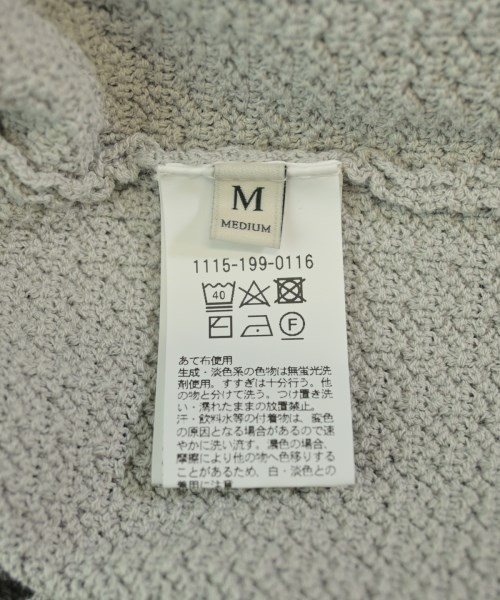 M
MEDIUM
1115-199-0116
40
F
あて布使用
生成・淡色系の色物は無蛍光洗
剤使用。すすぎは十分行う。他
の物と分けて洗う。つけ置き洗
い・濡れたままの放置禁止。
汗・飲料水等の付着物は、変色
の原因となる場合があるので速
やかに洗い流す。濃色の場合、
摩擦により他の物へ色移りする
ことがあるため、白・淡色との
着用に注意